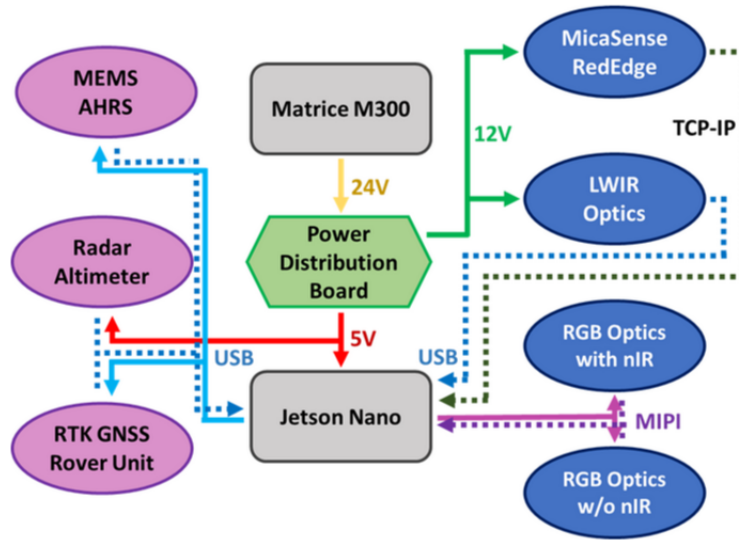 MEMS
AHRS
Matrice M300
MicaSense
RedEdge
TCP-IP
12V
24V
LWIR
Optics
Radar
Altimeter
Power
Distribution
Board
5V
USB
USB
RGB Optics
with nIR
Jetson Nano
MIPI
RTK GNSS
Rover Unit
RGB Optics
w/o nIR